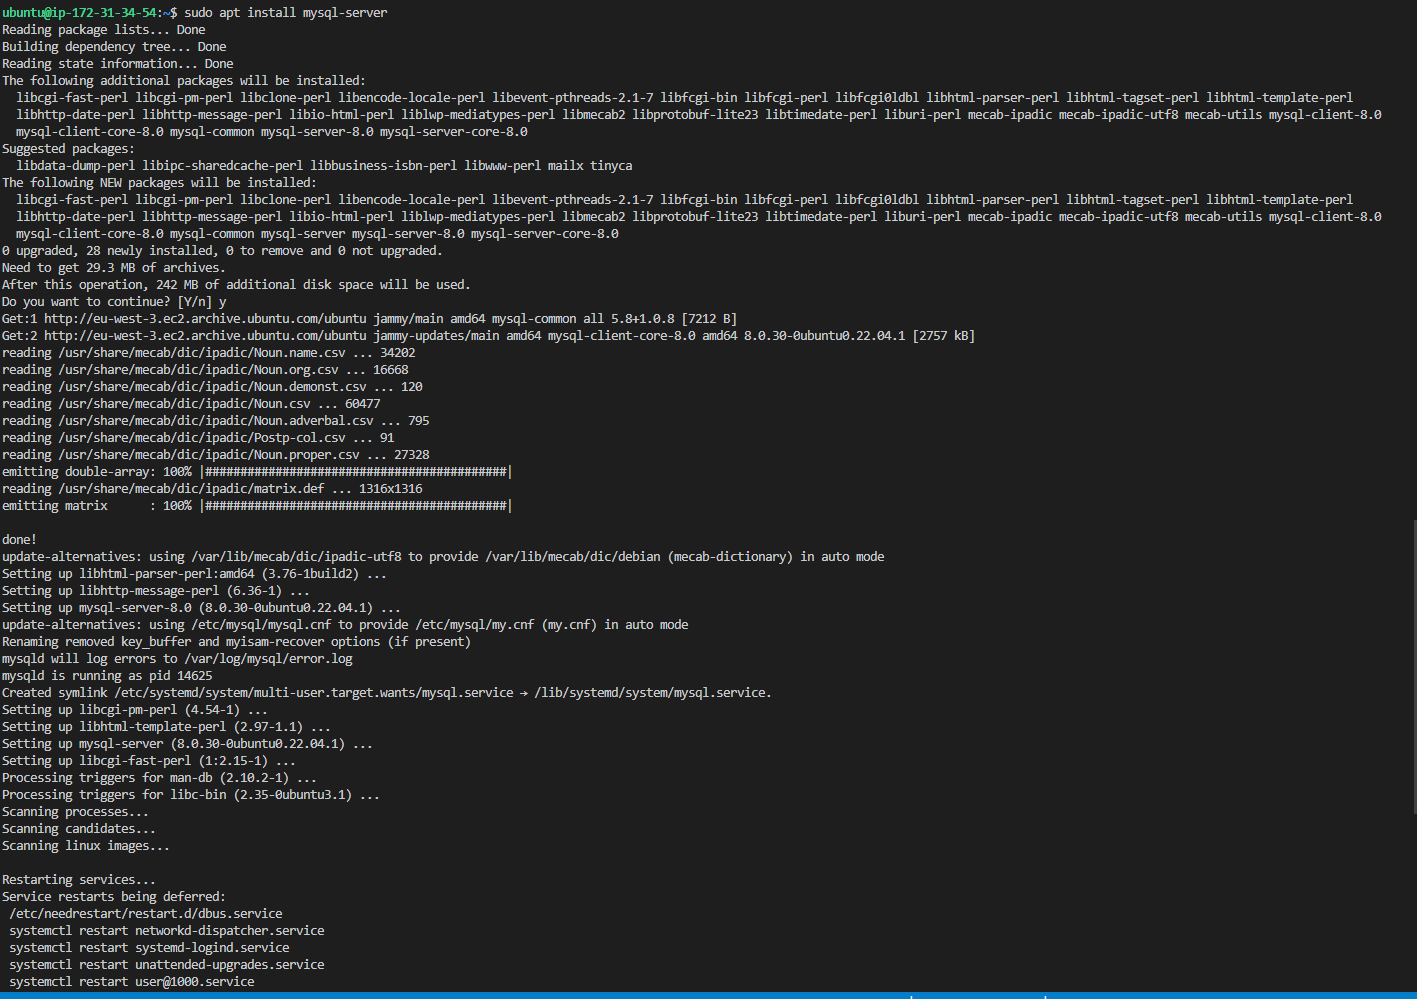 ubuntu@ip-172-31-34-54:~$ sudo apt install mysql-server
Reading package lists... Done
Building dependency tree... Done
Reading state information... Done
The following additional packages will be installed:
  libcgi-fast-perl libcgi-pm-perl libclone-perl libencode-locale-perl libevent-pthreads-2.1-7 libfcgi-bin libfcgi-perl libfcgi0ldbl libhtml-parser-perl libhtml-tagset-perl libhtml-template-perl
  libhttp-date-perl libhttp-message-perl libio-html-perl liblwp-mediatypes-perl libmecab2 libprotobuf-lite23 libtimedate-perl liburi-perl mecab-ipadic mecab-ipadic-utf8 mecab-utils mysql-client-8.0
  mysql-client-core-8.0 mysql-common mysql-server-8.0 mysql-server-core-8.0
Suggested packages:
  libdata-dump-perl libipc-sharedcache-perl libbusiness-isbn-perl libwww-perl mailx tinyca
The following NEW packages will be installed:
  libcgi-fast-perl libcgi-pm-perl libclone-perl libencode-locale-perl libevent-pthreads-2.1-7 libfcgi-bin libfcgi-perl libfcgi0ldbl libhtml-parser-perl libhtml-tagset-perl libhtml-template-perl
  libhttp-date-perl libhttp-message-perl libio-html-perl liblwp-mediatypes-perl libmecab2 libprotobuf-lite23 libtimedate-perl liburi-perl mecab-ipadic mecab-ipadic-utf8 mecab-utils mysql-client-8.0
  mysql-client-core-8.0 mysql-common mysql-server mysql-server-8.0 mysql-server-core-8.0
0 upgraded, 28 newly installed, 0 to remove and 0 not upgraded.
Need to get 29.3 MB of archives.
After this operation, 242 MB of additional disk space will be used.
Do you want to continue? [Y/n] y
Get:1 http://eu-west-3.ec2.archive.ubuntu.com/ubuntu jammy/main amd64 mysql-common all 5.8+1.0.8 [7212 B]
Get:2 http://eu-west-3.ec2.archive.ubuntu.com/ubuntu jammy-updates/main amd64 mysql-client-core-8.0 amd64 8.0.30-0ubuntu0.22.04.1 [2757 kB]
reading /usr/share/mecab/dic/ipadic/Noun.name.csv ... 34202
reading /usr/share/mecab/dic/ipadic/Noun.org.csv ... 16668
reading /usr/share/mecab/dic/ipadic/Noun.demonst.csv ... 120
reading /usr/share/mecab/dic/ipadic/Noun.csv ... 60477
reading /usr/share/mecab/dic/ipadic/Noun.adverbal.csv ... 795
reading /usr/share/mecab/dic/ipadic/Postp-col.csv ... 91
reading /usr/share/mecab/dic/ipadic/Noun.proper.csv ... 27328
emitting double-array: 100% |###########################################|
reading /usr/share/mecab/dic/ipadic/matrix.def ... 1316x1316
emitting matrix      : 100% |###########################################|
done!
update-alternatives: using /var/lib/mecab/dic/ipadic-utf8 to provide /var/lib/mecab/dic/debian (mecab-dictionary) in auto mode
Setting up libhtml-parser-perl:amd64 (3.76-1build2) ...
Setting up libhttp-message-perl (6.36-1) ...
Setting up mysql-server-8.0 (8.0.30-0ubuntu0.22.04.1) ...
update-alternatives: using /etc/mysql/mysql.cnf to provide /etc/mysql/my.cnf (my.cnf) in auto mode
Renaming removed key_buffer and myisam-recover options (if present)
mysqld will log errors to /var/log/mysql/error.log
mysqld is running as pid 14625
Created symlink /etc/systemd/system/multi-user.target.wants/mysql.service → /lib/systemd/system/mysql.service.
Setting up libcgi-pm-perl (4.54-1) ...
Setting up libhtml-template-perl (2.97-1.1) ...
Setting up mysql-server (8.0.30-0ubuntu0.22.04.1) ...
Setting up libcgi-fast-perl (1:2.15-1) ...
Processing triggers for man-db (2.10.2-1) ...
Processing triggers for libc-bin (2.35-0ubuntu3.1) ...
Scanning processes...
Scanning candidates...
Scanning linux images...
Restarting services...
Service restarts being deferred:
 /etc/needrestart/restart.d/dbus.service
 systemctl restart networkd-dispatcher.service
 systemctl restart systemd-logind.service
 systemctl restart unattended-upgrades.service
 systemctl restart user@1000.service